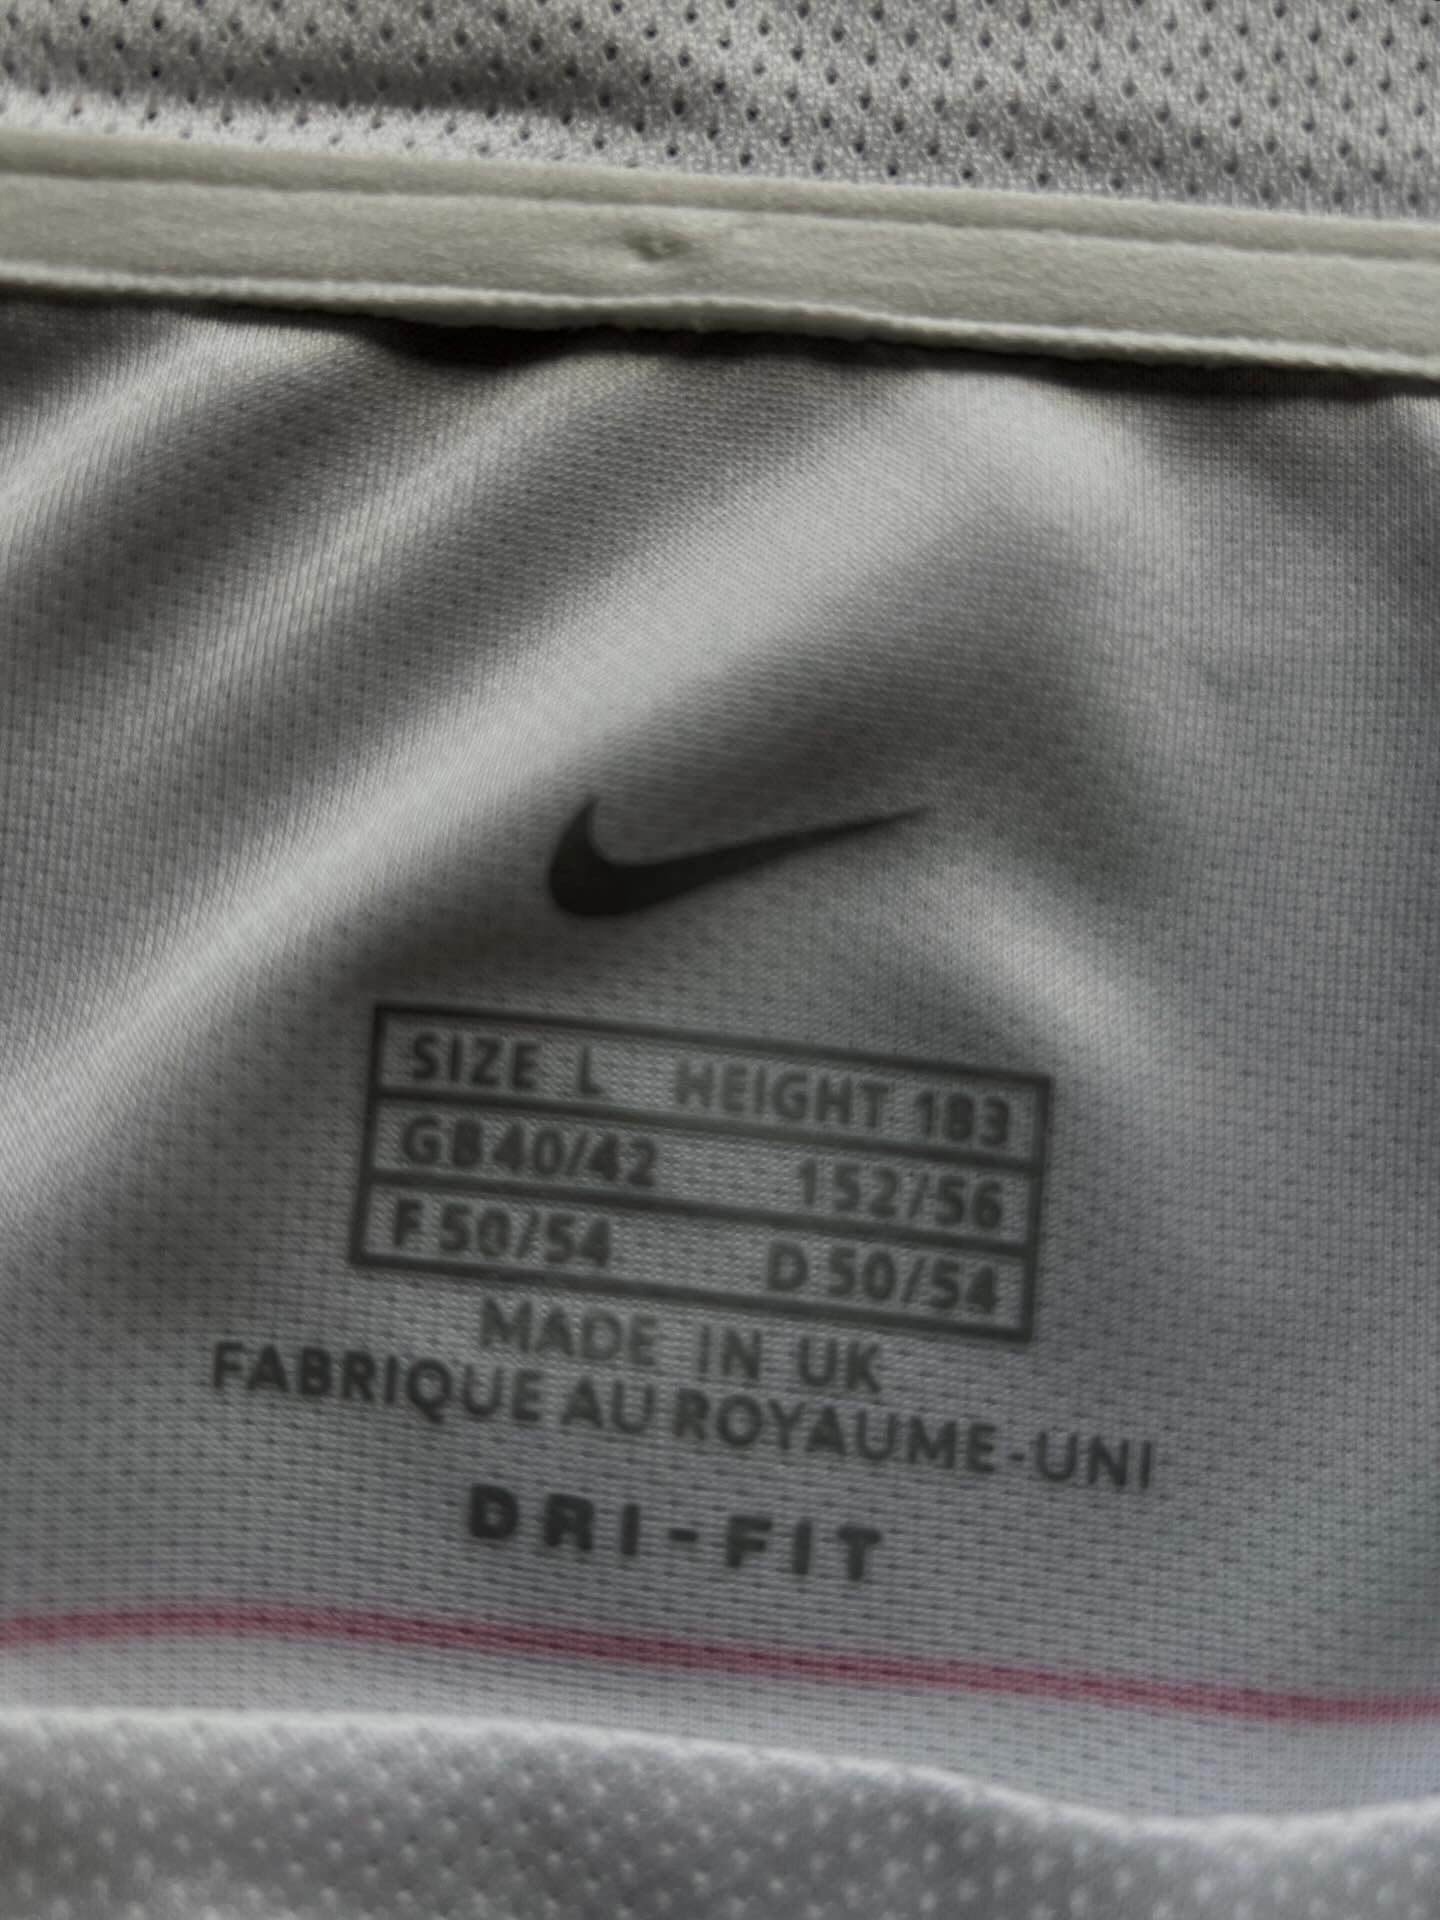 SIZE L HEIGHT 183
GB 40/42 152/56
F 50/54 D 50/54
MADE IN UK
FABRIQUE AU ROYAUME-UNI
DRI-FIT